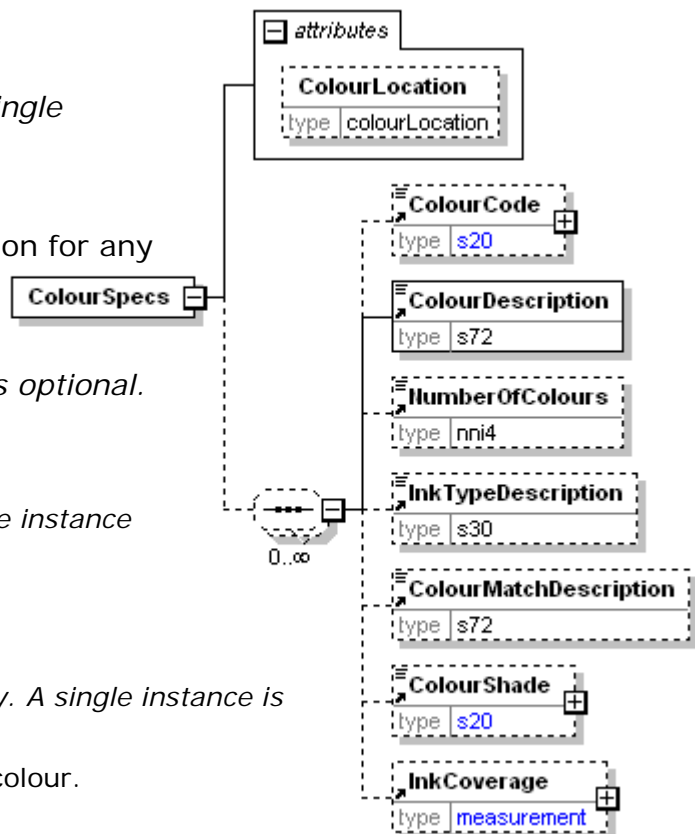 attributes
ColourLocation
ingle
type colourLocation
ColourCode
on for any
type s20
ColourSpecs
ColourDescription
type s72
s optional.
NumberOfColours
type nni4
InkTypeDescription
e instance
type s30
0..∞
ColourMatchDescription
type s72
y. A single instance is
ColourShade
type s20
colour.
InkCoverage
type measurement